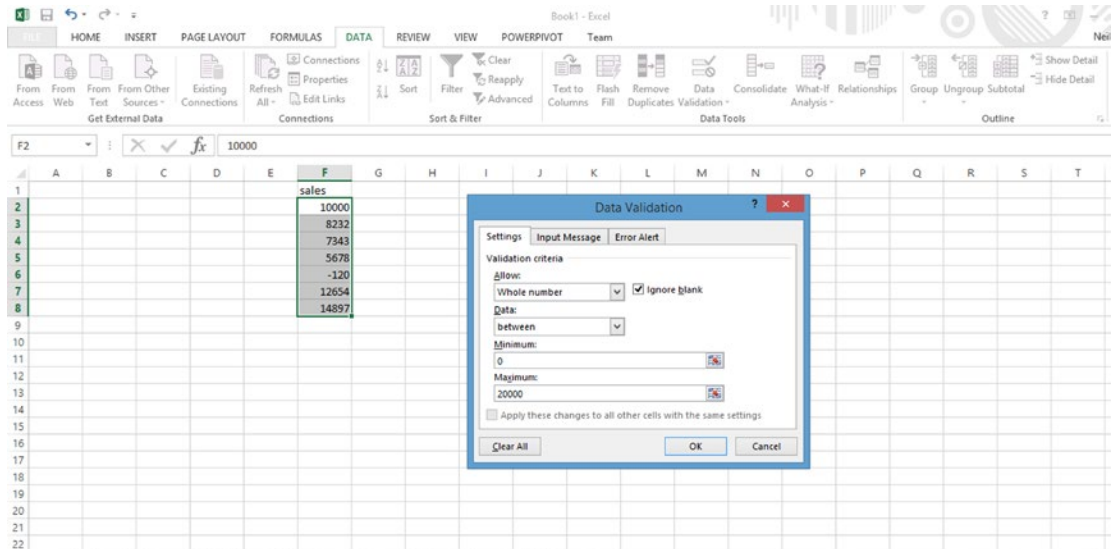 Book1 - Excel
FILE HOME INSERT PAGE LAYOUT FORMULAS DATA REVIEW VIEW POWERPIVOT Team Neil
From Access
From Web
From Text
From Other Sources
Existing Connections
Get External Data
Refresh All
Connections
Properties
Edit Links
Connections
Sort
Filter
Clear
Reapply
Advanced
Sort & Filter
Text to Columns
Flash Fill
Remove Duplicates
Data Validation
Consolidate
What-If Analysis
Relationships
Data Tools
Group
Ungroup
Subtotal
Show Detail
Hide Detail
Outline
F2 fx 10000
A B C D E F G H I J K L M N O P Q R S T
1 sales
2 10000
3 8232
4 7343
5 5678
6 -120
7 12654
8 14897
9
10
11
12
13
14
15
16
17
18
19
20
21
22
Data Validation ?
Settings Input Message Error Alert
Validation criteria
Allow:
Whole number Ignore blank
Data:
between
Minimum:
0
Maximum:
20000
Apply these changes to all other cells with the same settings
Clear All OK Cancel